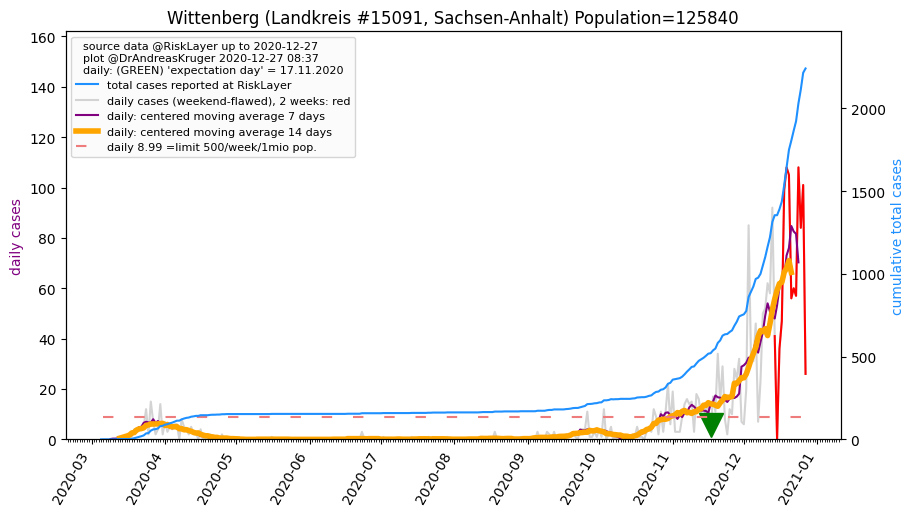 Wittenberg (Landkreis #15091, Sachsen-Anhalt) Population=125840
source data @RiskLayer up to 2020-12-27
plot @DrAndreasKruger 2020-12-27 08:37
daily: (GREEN) 'expectation day' = 17.11.2020
total cases reported at RiskLayer
daily cases (weekend-flawed), 2 weeks: red
daily: centered moving average 7 days
daily: centered moving average 14 days
daily 8.99 =limit 500/week/1mio pop.
daily cases
160
140
120
100
80
60
40
20
0
cumulative total cases
2000
1500
1000
500
0
2020-03
2020-04
2020-05
2020-06
2020-07
2020-08
2020-09
2020-10
2020-11
2020-12
2021-01